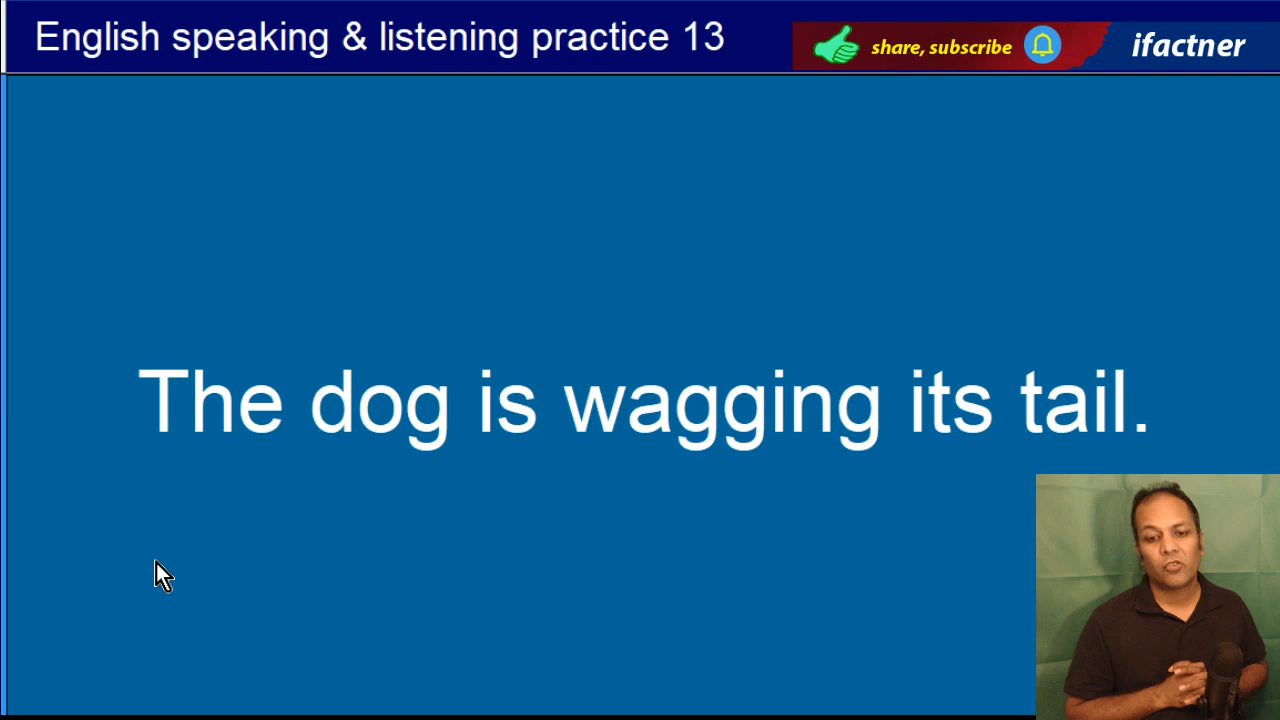 English speaking & listening practice 13
share, subscribe
ifactner
The dog is wagging its tail.